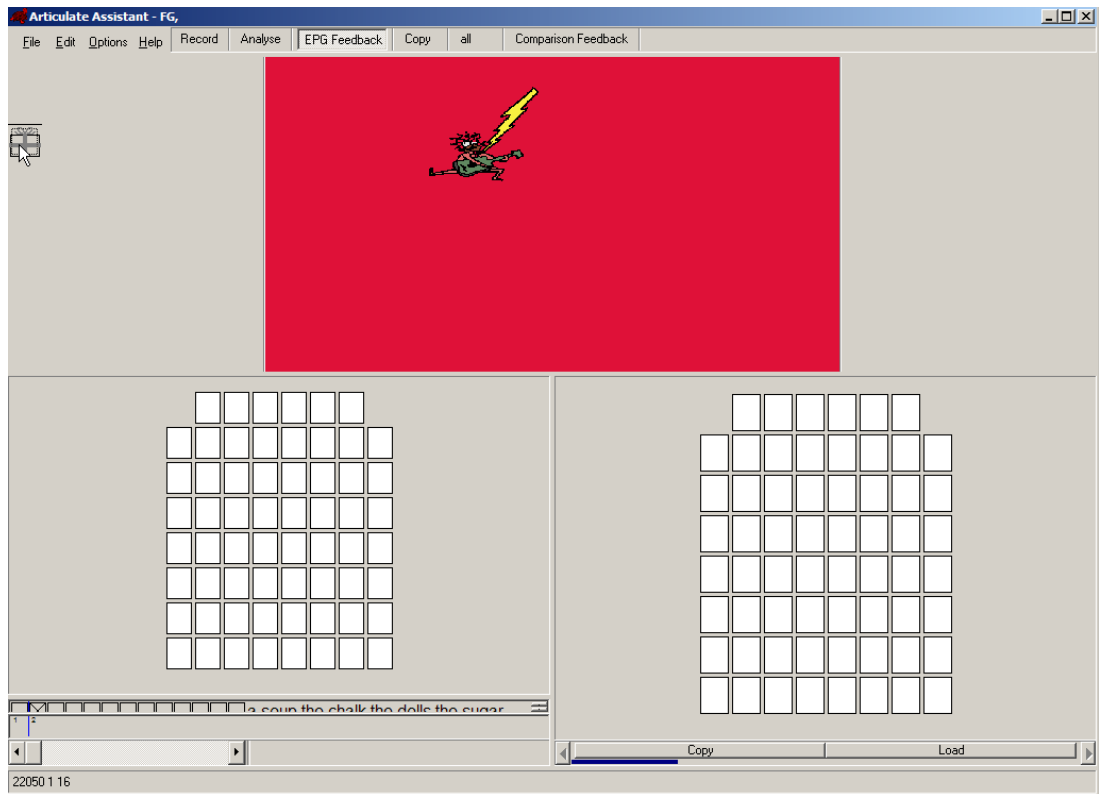 Articulate Assistant - FG,
File Edit Options Help Record Analyse EPG Feedback Copy all Comparison Feedback
a soup the chalk the dolls the sugar
1 2
Copy Load
22050 1 16